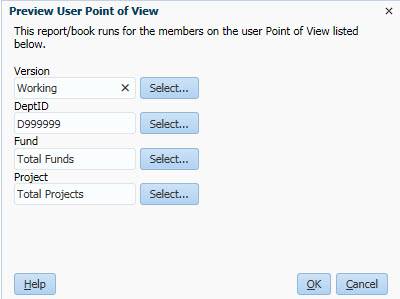 Preview User Point of View
This report/book runs for the members on the user Point of View listed
below.
Version
Working Select...
DeptID
D999999 Select...
Fund
Total Funds Select...
Project
Total Projects Select...
Help OK Cancel